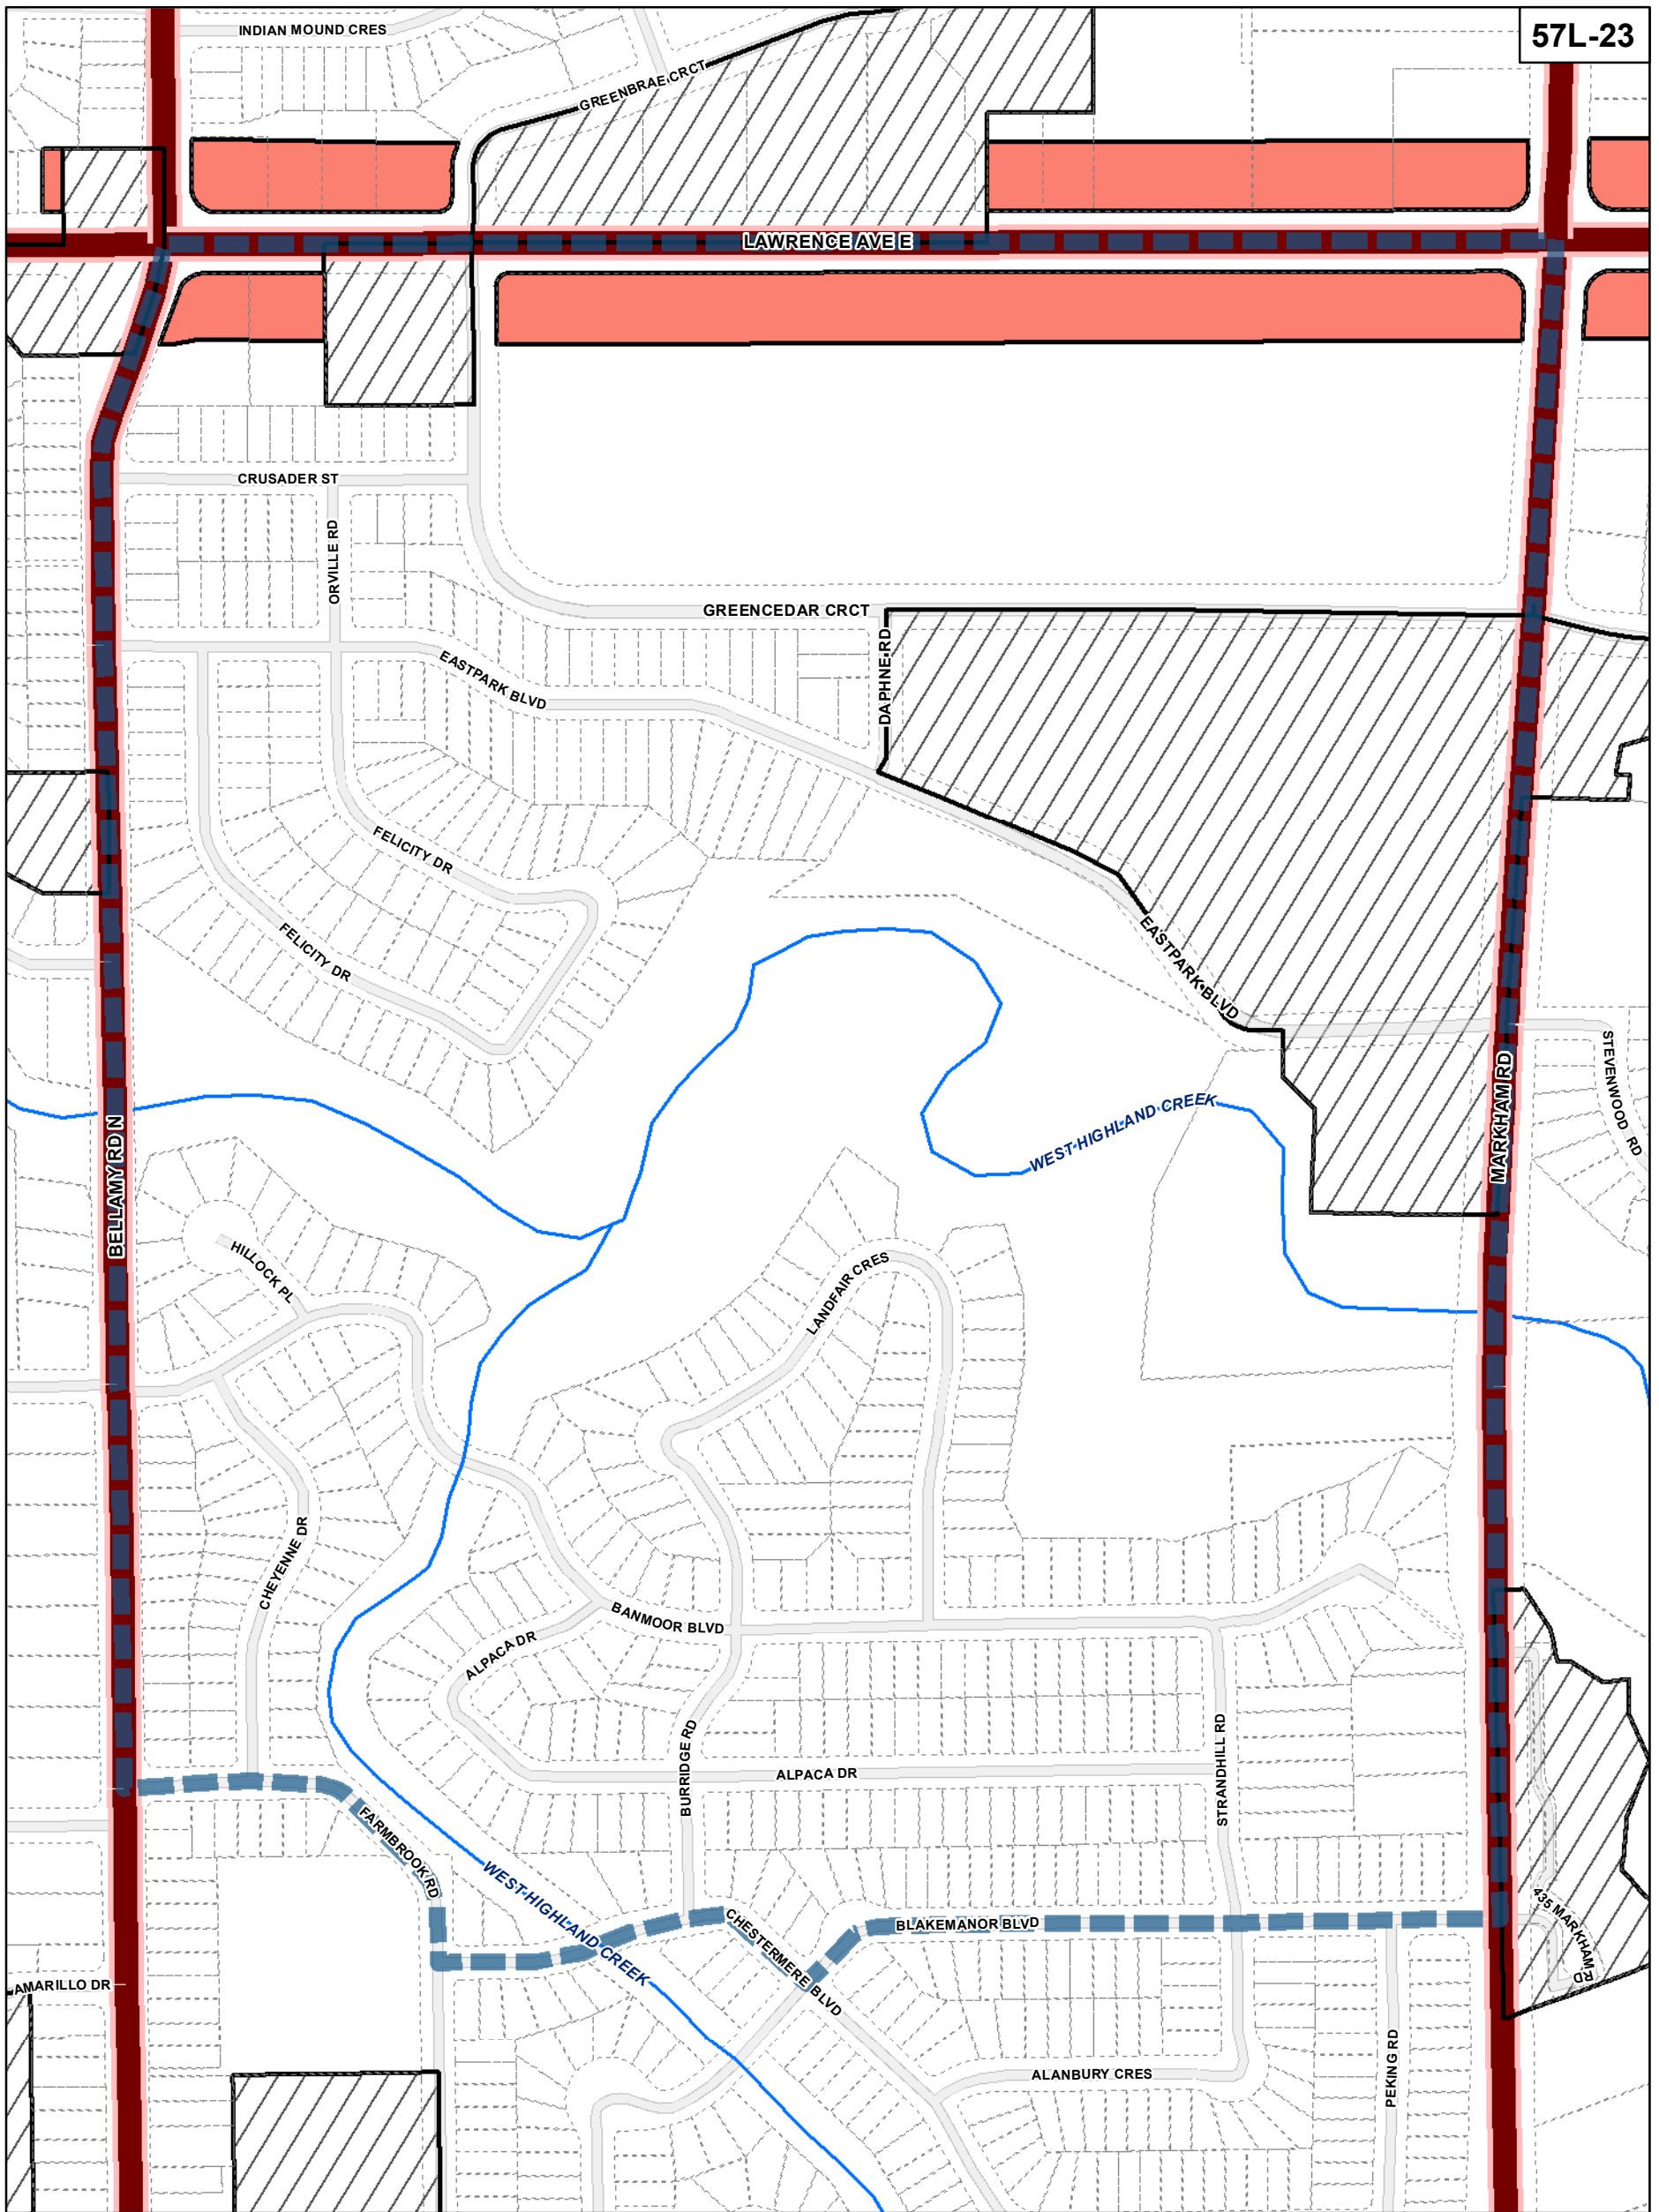 57L-23
INDIAN MOUND CRES
GREENBRAE CRCT
LAWRENCE AVE E
CRUSADER ST
ORVILLE RD
GREENCEDAR CRCT
DAPHNE RD
EASTPARK BLVD
FELICITY DR
FELICITY DR
EASTPARK BLVD
STEVENWOOD RD
MARKHAM RD
WEST HIGHLAND CREEK
BELLAMY RD N
HILLOCK PL
LANDFAIR CRES
CHEYENNE DR
BANMOOR BLVD
ALPACA DR
BURRIDGE RD
ALPACA DR
STRANDHILL RD
FARMBROOK RD
WEST HIGHLAND CREEK
CHESTERMERE BLVD
BLAKEMANOR BLVD
435 MARKHAM
RD
AMARILLO DR
ALANBURY CRES
PEKING RD